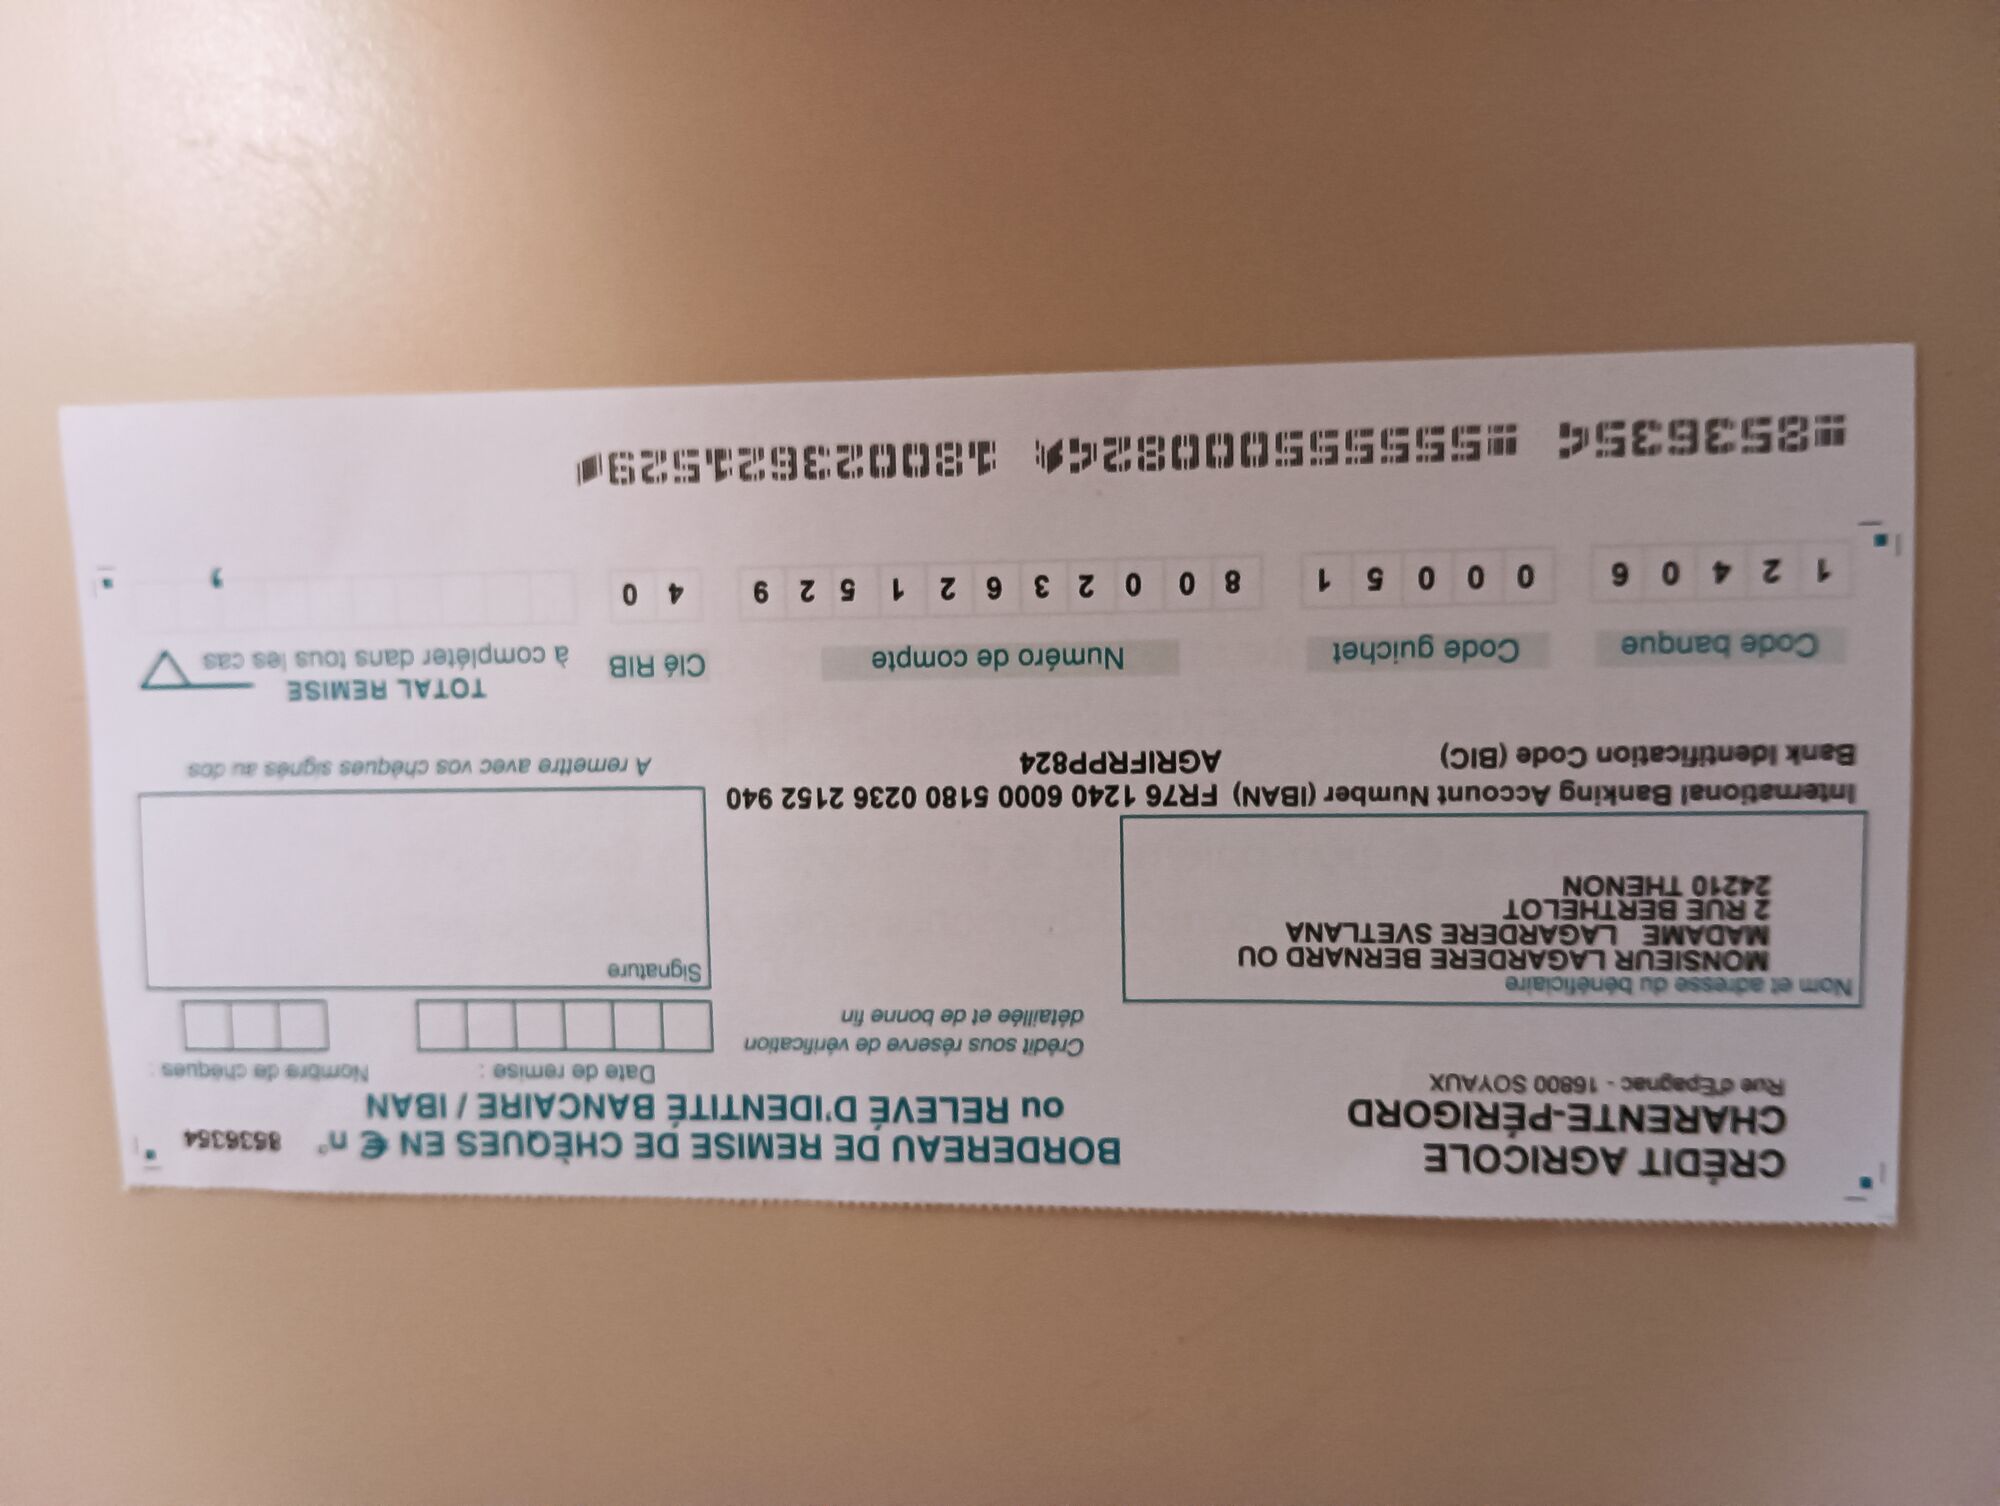 CRÉDIT AGRICOLE
CHARENTE-PÉRIGORD
Rue d'Epagnac - 16800 SOYAUX
BORDEREAU DE REMISE DE CHÈQUES EN € n° 8536354
ou RELEVÉ D'IDENTITÉ BANCAIRE / IBAN
Date de remise :
Nombre de chèques :
Crédit sous réserve de vérification
détaillée et de bonne fin
Nom et adresse du bénéficiaire
MONSIEUR LAGARDERE BERNARD OU
MADAME LAGARDERE SVETLANA
2 RUE BERTHELOT
24210 THENON
Signature
International Banking Account Number (IBAN) FR76 1240 6000 5180 0236 2152 940
Bank Identification Code (BIC) AGRIFRPP824
A remettre avec vos chèques signés au dos
TOTAL REMISE
à compléter dans tous les cas
Code banque Code guichet Numéro de compte Clé RIB
1 2 4 0 6 0 0 0 5 1 8 0 0 2 3 6 2 1 5 2 9 4 0 ,
8536354 555555000824 180023621529